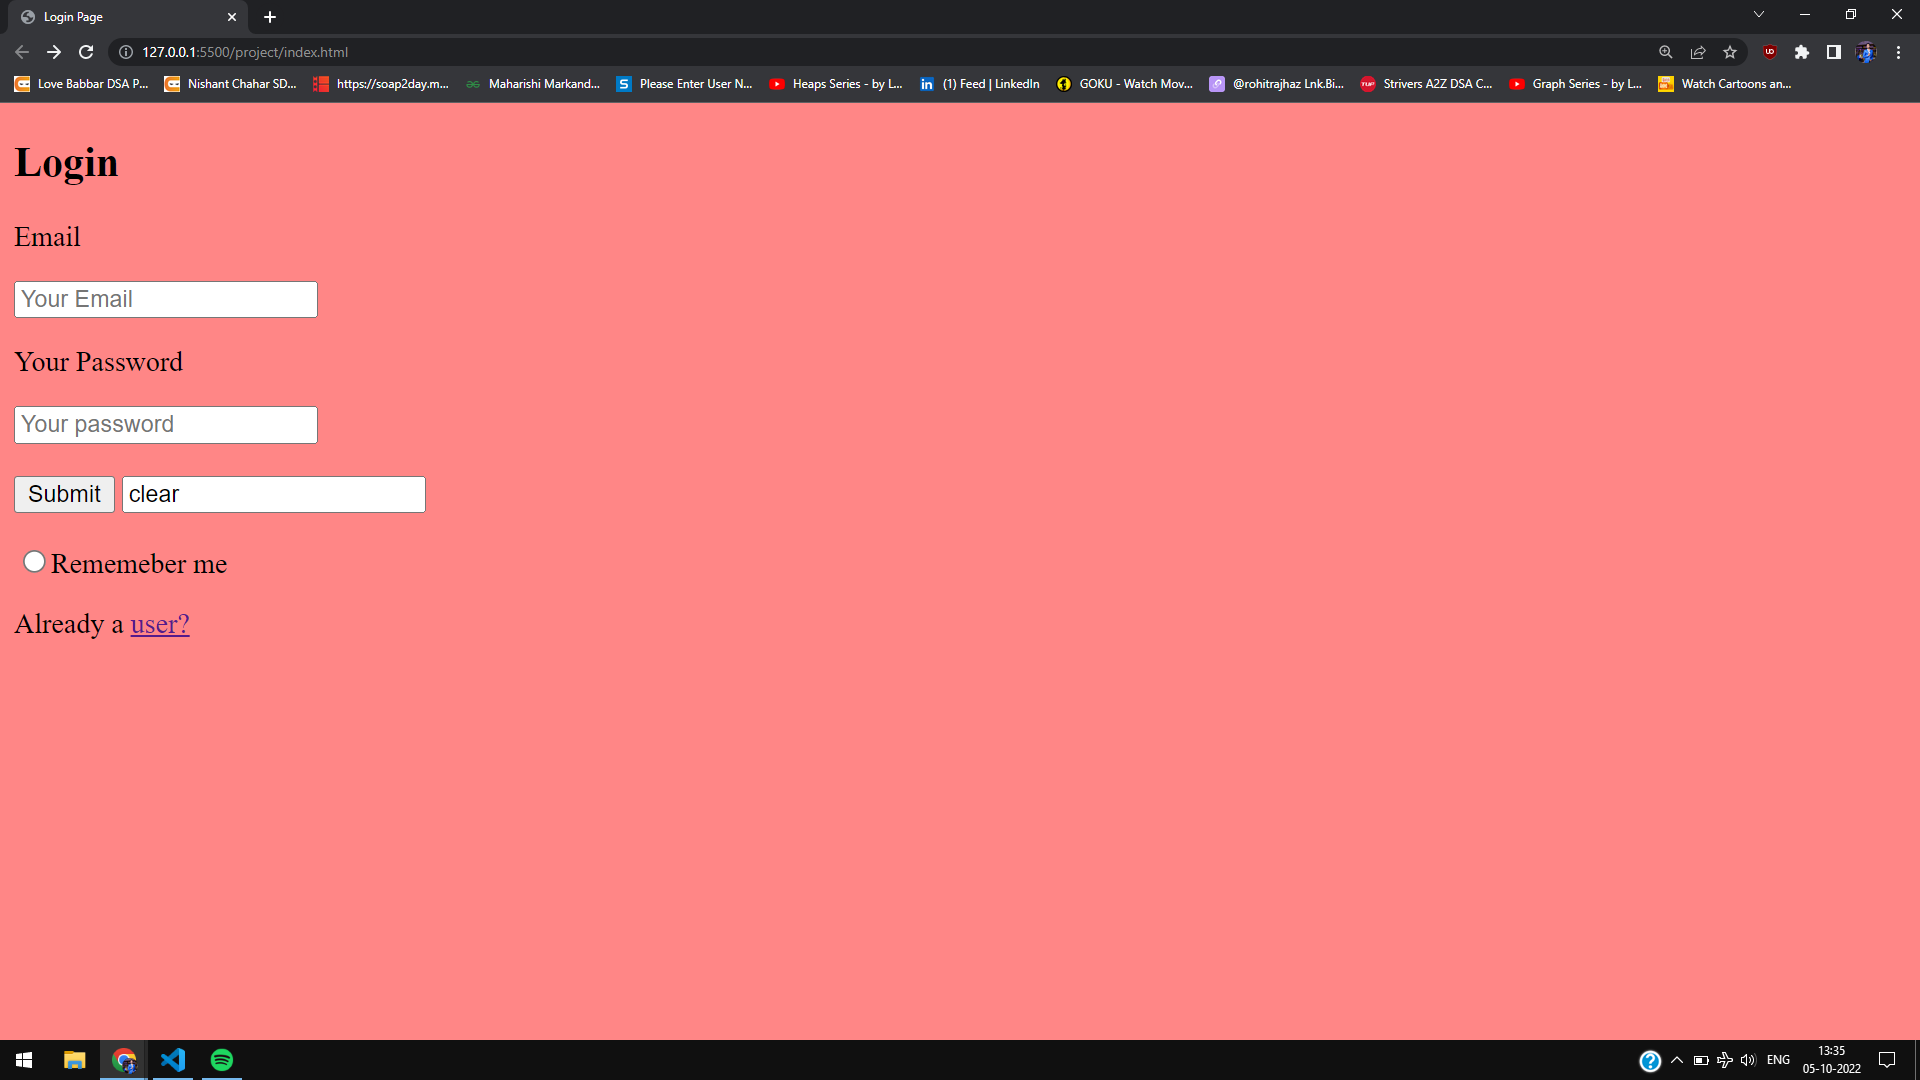 Login Page
127.0.0.1:5500/project/index.html
Love Babbar DSA P... Nishant Chahar SD... https://soap2day.m... Maharishi Markand... Please Enter User N... Heaps Series - by L... (1) Feed | LinkedIn GOKU - Watch Mov... @rohitrajhaz Lnk.Bi... Strivers A2Z DSA C... Graph Series - by L... Watch Cartoons an...
Login
Email
Your Email
Your Password
Your password
Submit clear
Rememeber me
Already a user?
ENG 13:35
05-10-2022